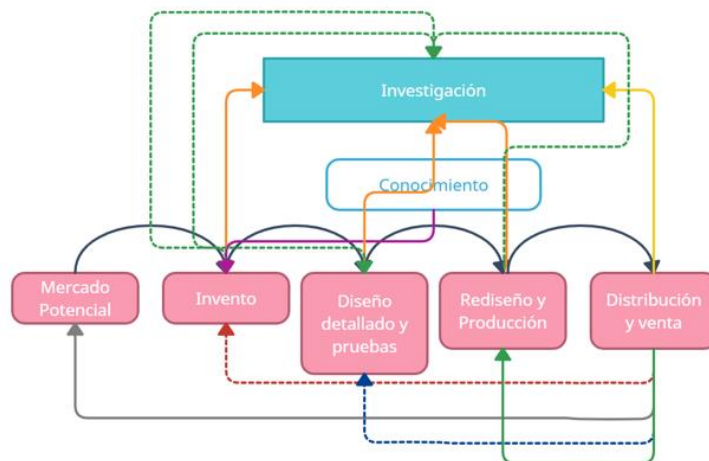 Investigación
Conocimiento
Mercado
Potencial
Invento
Diseño
detallado y
pruebas
Rediseño y
Producción
Distribución
y venta